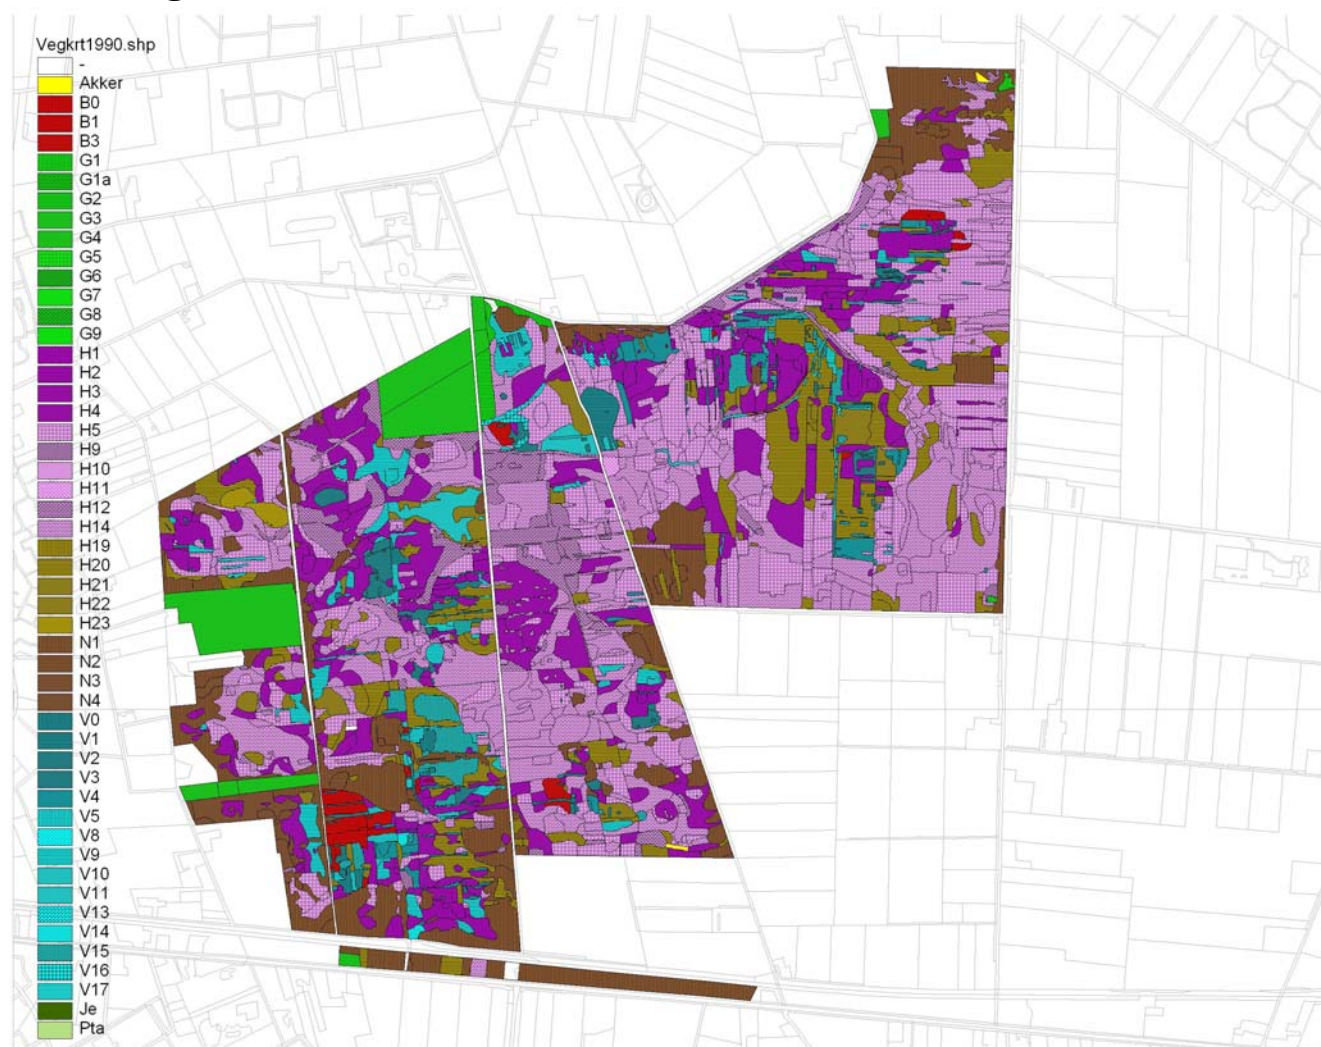 Vegkrt1990.shp
-
Akker
B0
B1
B3
G1
G1a
G2
G3
G4
G5
G6
G7
G8
G9
H1
H2
H3
H4
H5
H9
H10
H11
H12
H14
H19
H20
H21
H22
H23
N1
N2
N3
N4
V0
V1
V2
V3
V4
V5
V8
V9
V10
V11
V13
V14
V15
V16
V17
Je
Pta